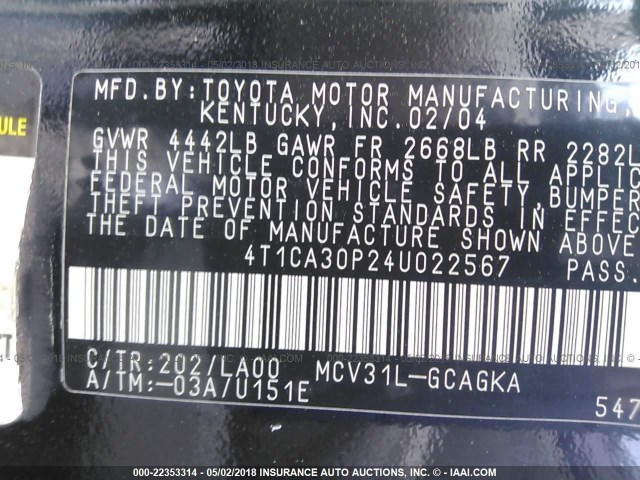 MFD.BY:TOYOTA MOTOR MANUFACTURING,
KENTUCKY,INC.02/04
GVWR 4442LB GAWR FR 2668LB RR 2282L
THIS VEHICLE CONFORMS TO ALL APPLIC
FEDERAL MOTOR VEHICLE SAFETY,BUMPER
THEFT PREVENTION STANDARDS IN EFFEC
THE DATE OF MANUFACTURE SHOWN ABOVE
4T1CA30P24U022567 PASS.
C/TR:202/LA00 MCV31L-GCAGKA
A/TM:-03A/U151E
547
ULE
000-22353314 - 05/02/2018 INSURANCE AUTO AUCTIONS, INC. - © IAAI.COM